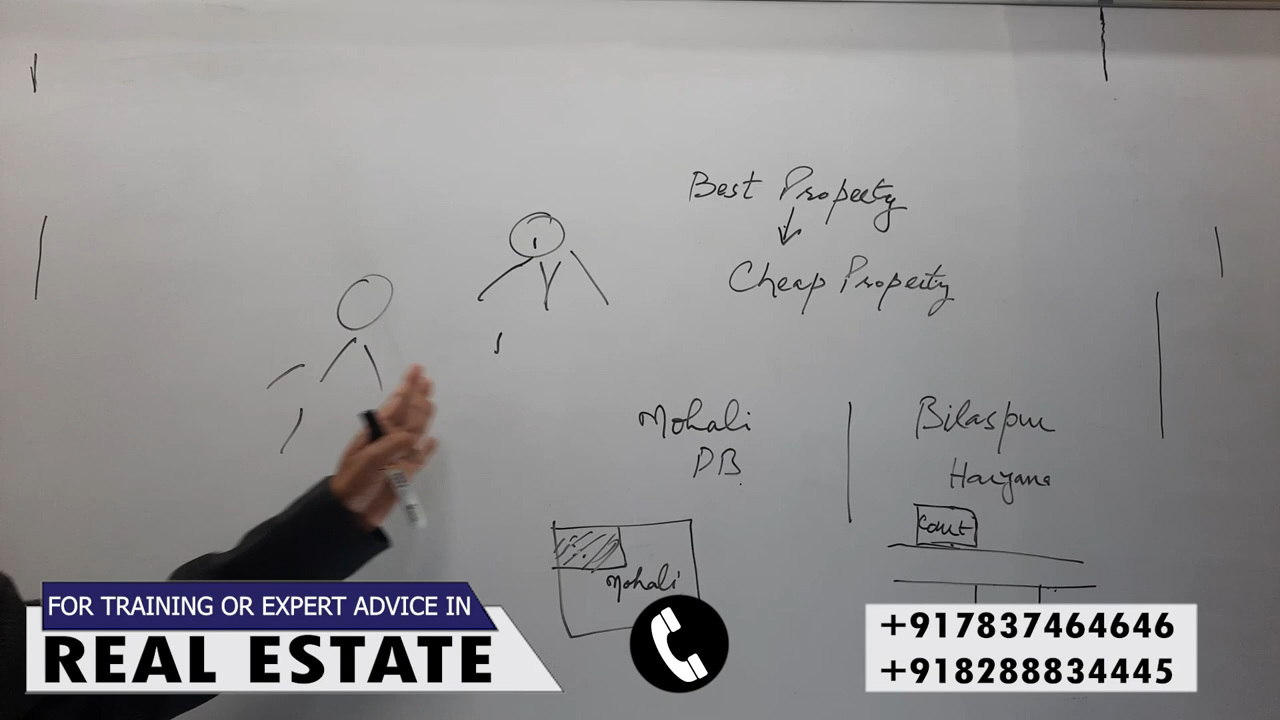 Best Property
Cheap Property
Mohali
PB
Bilaspur
Haryana
Court
Mohali
FOR TRAINING OR EXPERT ADVICE IN
REAL ESTATE
+917837464646
+918288834445